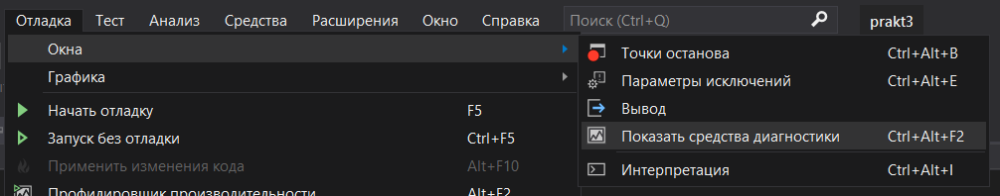 Отладка Тест Анализ Средства Расширения Окно Справка Поиск (Ctrl+Q) prakt3
Окна
Графика
Начать отладку F5
Запуск без отладки Ctrl+F5
Применить изменения кода Alt+F10
Профилировщик производительности Alt+F2
Точки останова Ctrl+Alt+B
Параметры исключений Ctrl+Alt+E
Вывод
Показать средства диагностики Ctrl+Alt+F2
Интерпретация Ctrl+Alt+I